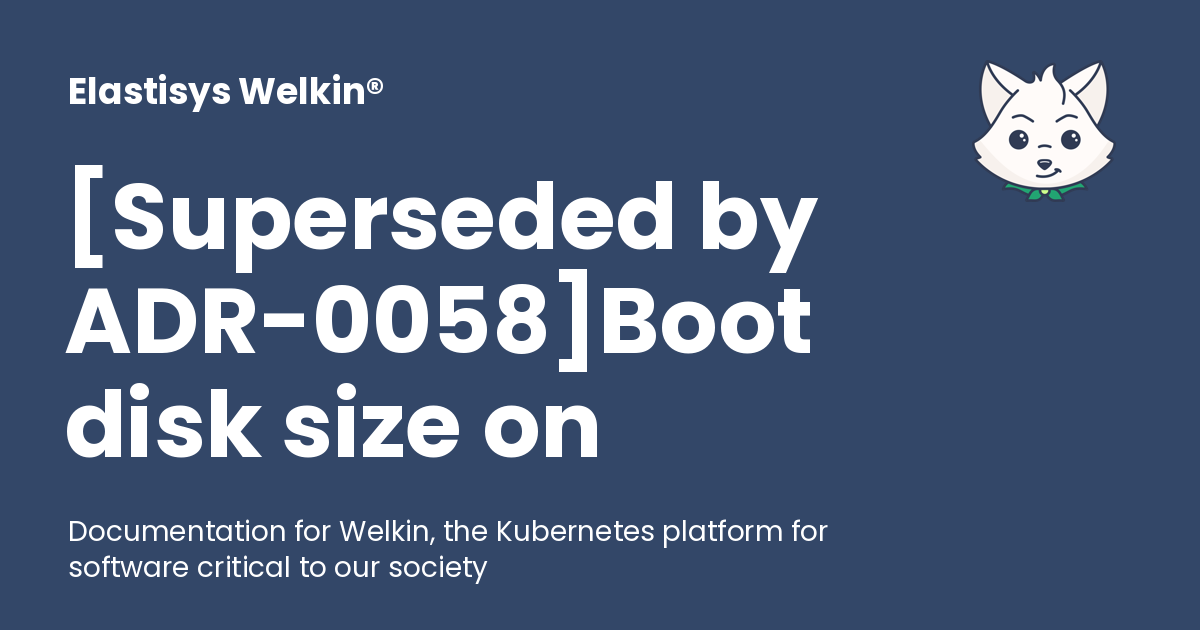 Elastisys Welkin®
[Superseded by
ADR-0058]Boot
disk size on
Documentation for Welkin, the Kubernetes platform for
software critical to our society